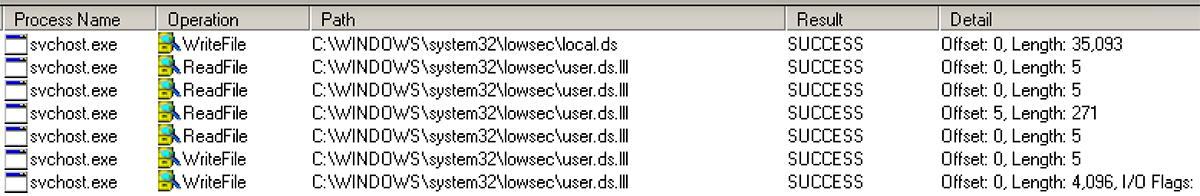 Process Name Operation Path Result Detail
svchost.exe WriteFile C:\WINDOWS\system32\lowsec\local.ds SUCCESS Offset: 0, Length: 35,093
svchost.exe ReadFile C:\WINDOWS\system32\lowsec\user.ds.lll SUCCESS Offset: 0, Length: 5
svchost.exe ReadFile C:\WINDOWS\system32\lowsec\user.ds.lll SUCCESS Offset: 0, Length: 5
svchost.exe ReadFile C:\WINDOWS\system32\lowsec\user.ds.lll SUCCESS Offset: 5, Length: 271
svchost.exe ReadFile C:\WINDOWS\system32\lowsec\user.ds.lll SUCCESS Offset: 0, Length: 5
svchost.exe WriteFile C:\WINDOWS\system32\lowsec\user.ds.lll SUCCESS Offset: 0, Length: 5
svchost.exe WriteFile C:\WINDOWS\system32\lowsec\user.ds.lll SUCCESS Offset: 0, Length: 4,096, I/O Flags: